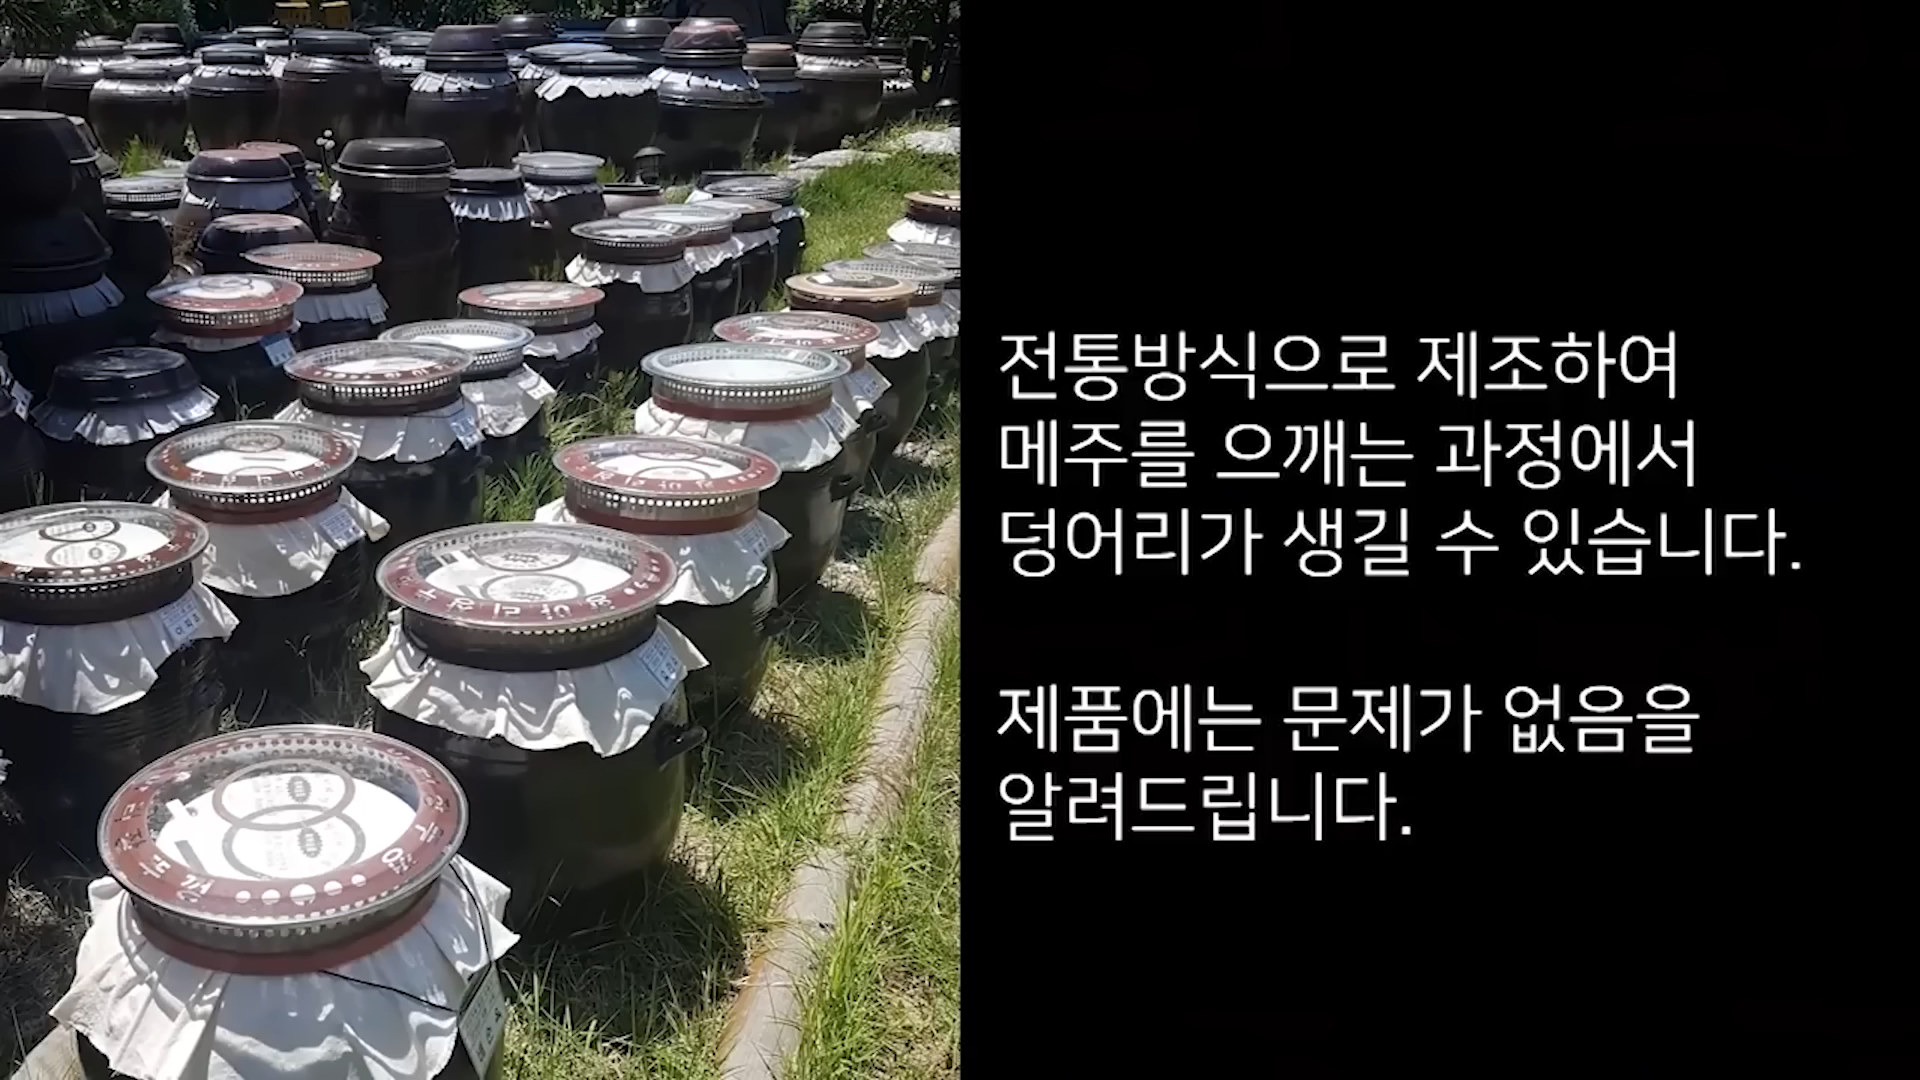 전통방식으로 제조하여
메주를 으깨는 과정에서
덩어리가 생길 수 있습니다.
제품에는 문제가 없음을
알려드립니다.